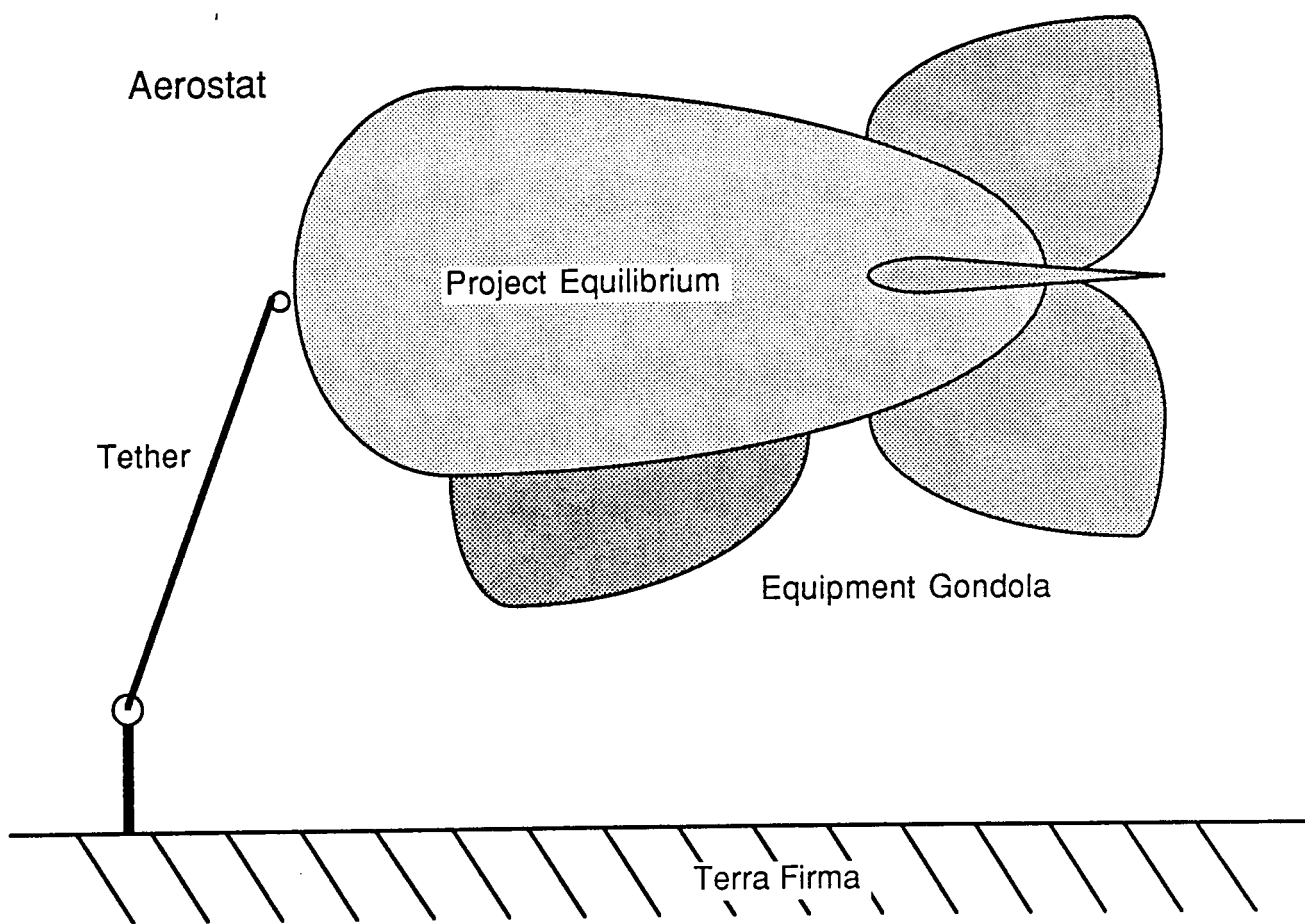 Aerostat
Project Equilibrium
Tether
Equipment Gondola
Terra Firma